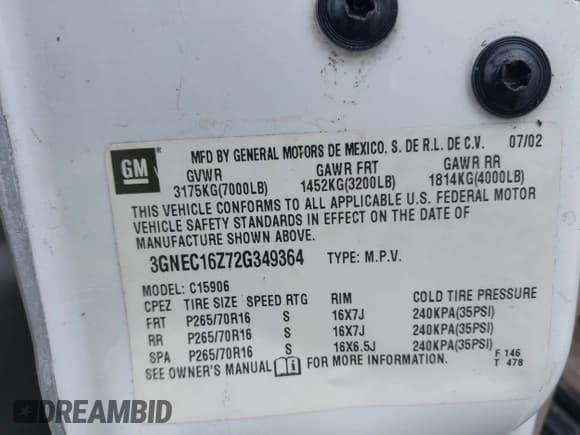 GM ® MFD BY GENERAL MOTORS DE MEXICO, S. DE R.L. DE C.V. 07/02
GVWR GAWR FRT GAWR RR
3175KG(7000LB) 1452KG(3200LB) 1814KG(4000LB)
THIS VEHICLE CONFORMS TO ALL APPLICABLE U.S. FEDERAL MOTOR
VEHICLE SAFETY STANDARDS IN EFFECT ON THE DATE OF
MANUFACTURE SHOWN ABOVE.
3GNEC16Z72G349364 TYPE: M.P.V.
MODEL: C15906
CPEZ TIRE SIZE SPEED RTG RIM COLD TIRE PRESSURE
FRT P265/70R16 S 16X7J 240KPA(35PSI)
RR P265/70R16 S 16X7J 240KPA(35PSI)
SPA P265/70R16 S 16X6.5J 240KPA(35PSI)
SEE OWNER'S MANUAL FOR MORE INFORMATION. F 146
T 478
DREAMBID